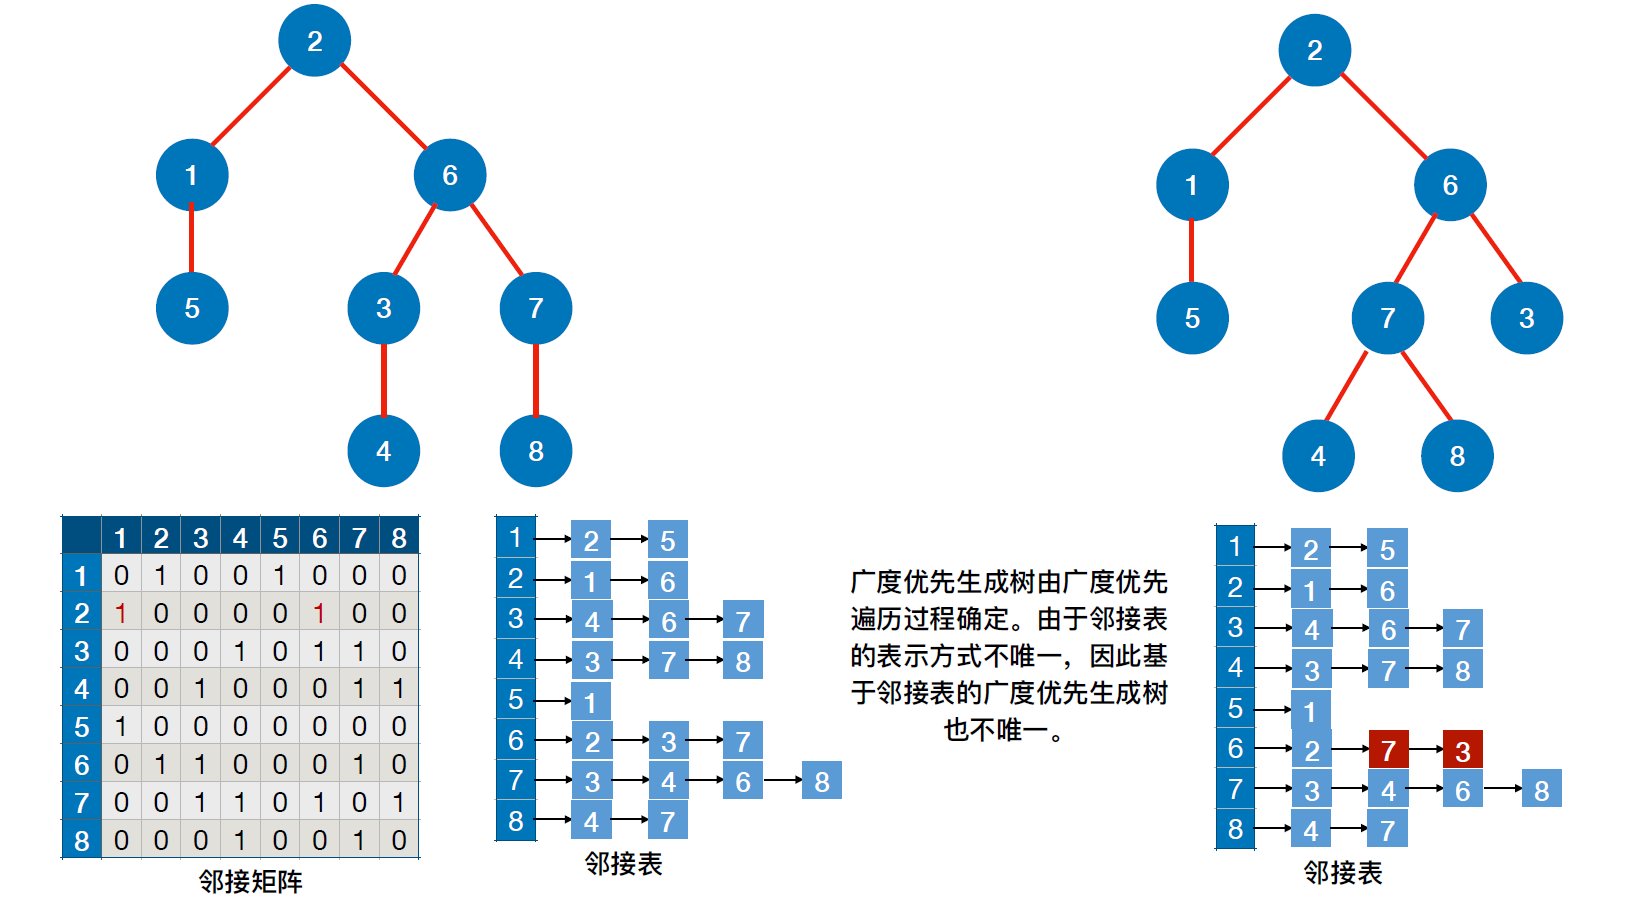 2
1 6
5 3 7
4 8
2
1 6
5 7 3
4 8
1 2 3 4 5 6 7 8
1 0 1 0 0 1 0 0 0
2 1 0 0 0 0 1 0 0
3 0 0 0 1 0 1 1 0
4 0 0 1 0 0 0 1 1
5 1 0 0 0 0 0 0 0
6 0 1 1 0 0 0 1 0
7 0 0 1 1 0 1 0 1
8 0 0 0 1 0 0 1 0
邻接矩阵
1 2 5
2 1 6
3 4 6 7
4 3 7 8
5 1
6 2 3 7
7 3 4 6 8
8 4 7
邻接表
广度优先生成树由广度优先
遍历过程确定。由于邻接表
的表示方式不唯一，因此基
于邻接表的广度优先生成树
也不唯一。
1 2 5
2 1 6
3 4 6 7
4 3 7 8
5 1
6 2 7 3
7 3 4 6 8
8 4 7
邻接表